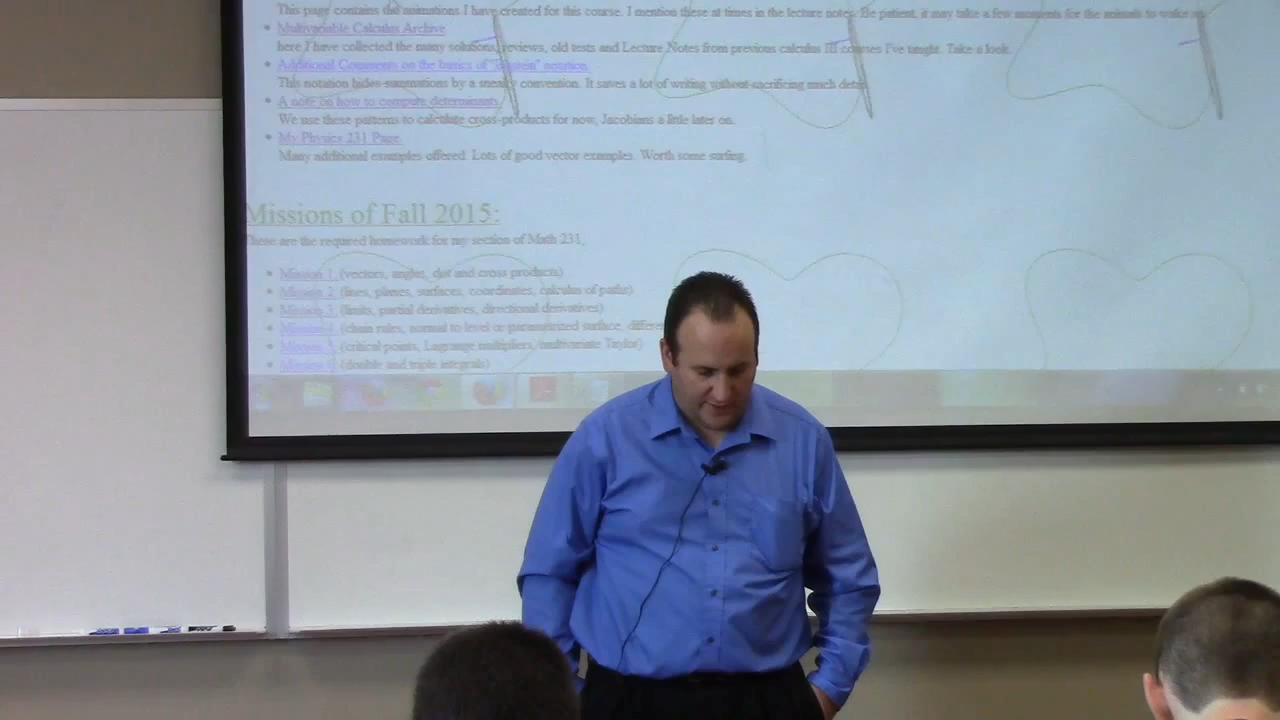 This page contains the animations I have created for this course. I mention these at times in the lecture notes. Be patient, it may take a few moments for the animals to wake up.
Multivariable Calculus Archive
here I have collected the many solutions, reviews, old tests and Lecture Notes from previous calculus III courses I've taught. Take a look.
Additional Comments on the basics of "Einstein" notation
This notation hides summations by a sneaky convention. It saves a lot of writing without sacrificing much detail.
A note on how to compute determinants
We use these patterns to calculate cross-products for now, Jacobians a little later on.
My Physics 231 Page
Many additional examples offered. Lots of good vector examples. Worth some surfing.
Missions of Fall 2015:
These are the required homework for my section of Math 231,
Mission 1 (vectors, angles, dot and cross products)
Mission 2 (lines, planes, surfaces, coordinates, calculus of paths)
Mission 3 (limits, partial derivatives, directional derivatives)
Mission 4 (chain rules, normal to level or parametrized surface,
Mission 5 (critical points, Lagrange multipliers, multivariate Taylor)
Mission 6 (double and triple integrals)